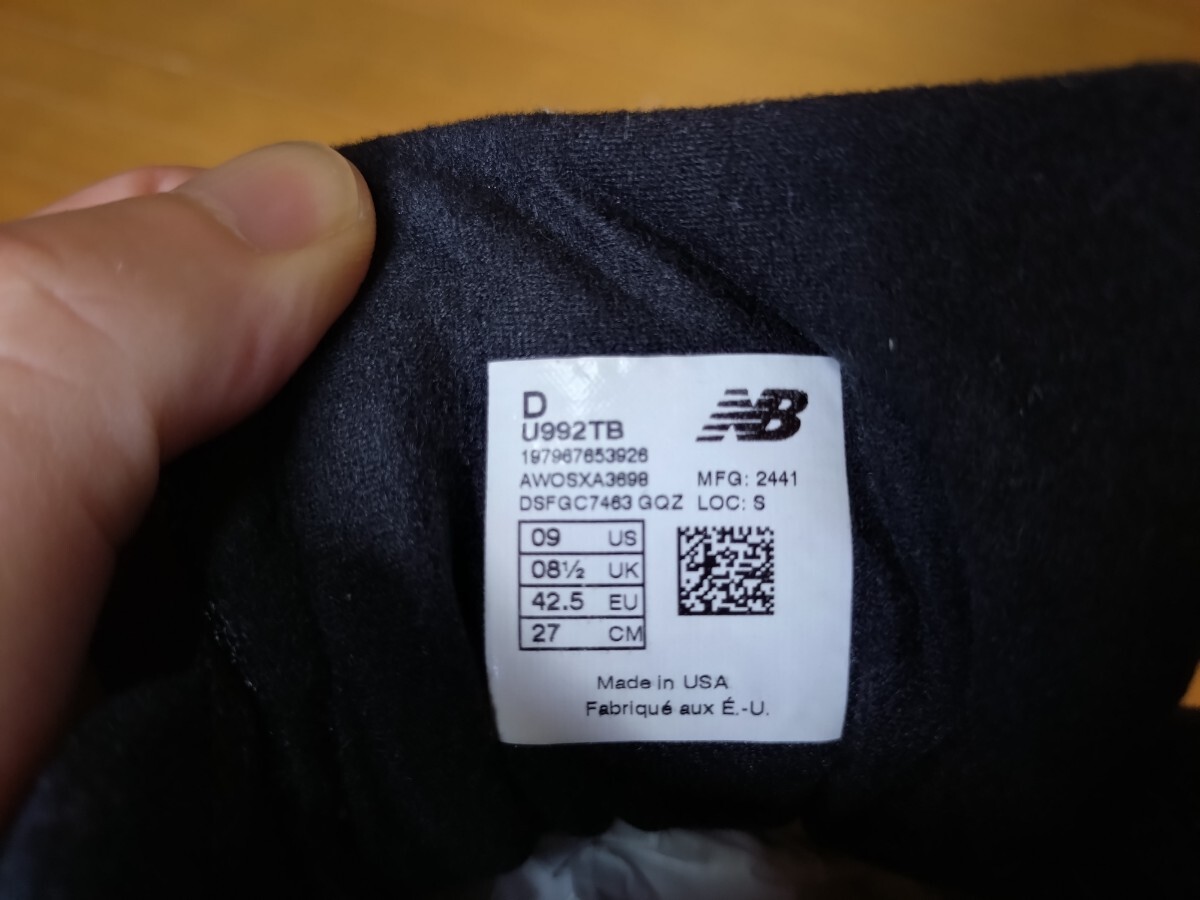 D
NB
U992TB
197967653926
AWOSXA3698 MFG: 2441
DSFGC7463 GQZ LOC: S
09 US
08½ UK
42.5 EU
27 CM
Made in USA
Fabriqué aux É.-U.